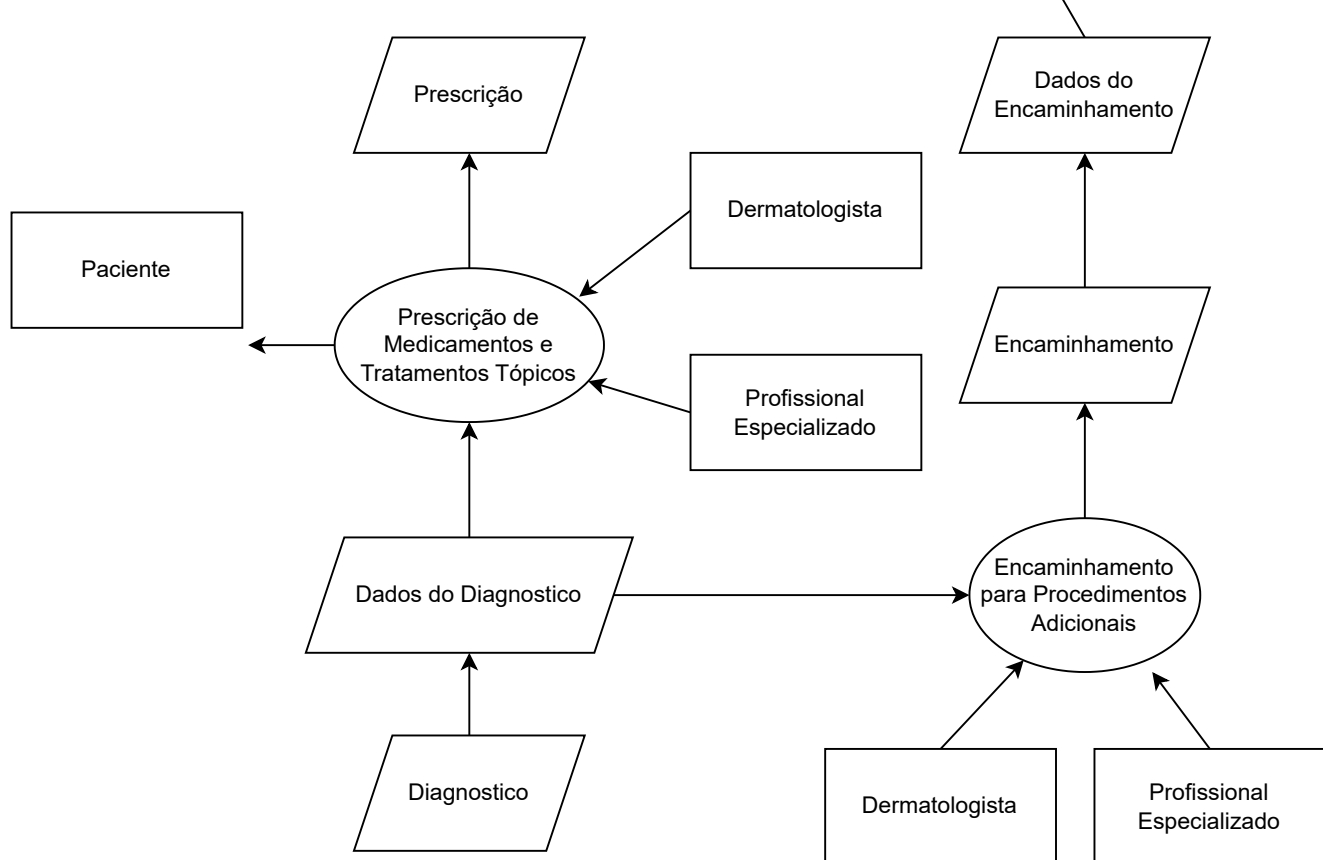 Prescrição
Dados do
Encaminhamento
Dermatologista
Paciente
Prescrição de
Medicamentos e
Tratamentos Tópicos
Encaminhamento
Profissional
Especializado
Dados do Diagnostico
Encaminhamento
para Procedimentos
Adicionais
Diagnostico
Dermatologista
Profissional
Especializado